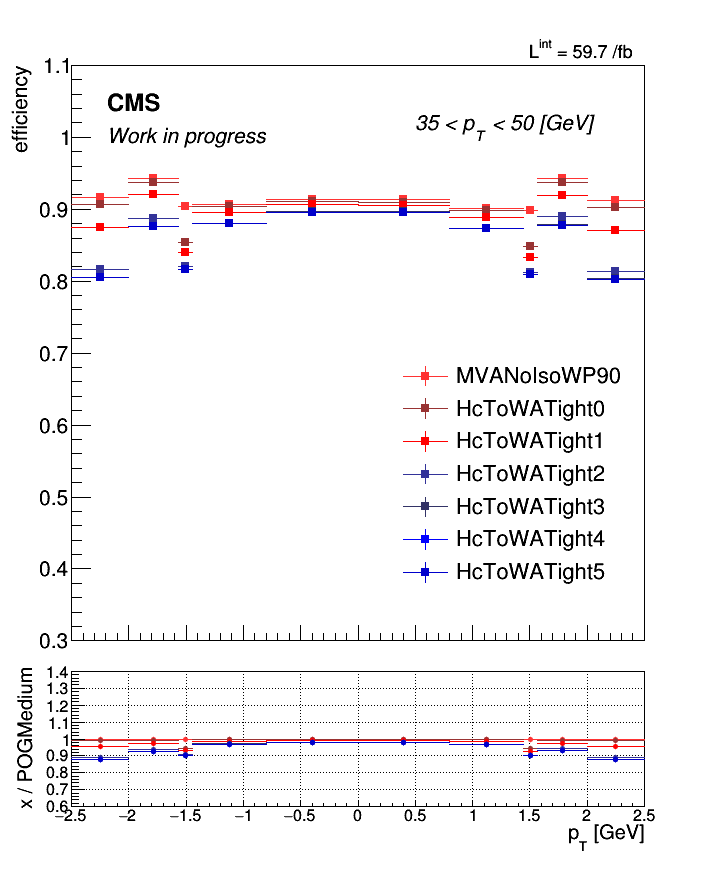 L^int = 59.7 /fb
efficiency
1.1
CMS
Work in progress
35 < p_T < 50 [GeV]
1
0.9
0.8
0.7
0.6
0.5
0.4
0.3
MVANoIsoWP90
HcToWATight0
HcToWATight1
HcToWATight2
HcToWATight3
HcToWATight4
HcToWATight5
x / POGMedium
1.4
1.3
1.2
1.1
1
0.9
0.8
0.7
0.6
−2.5 −2 −1.5 −1 −0.5 0 0.5 1 1.5 2 2.5
p_T [GeV]